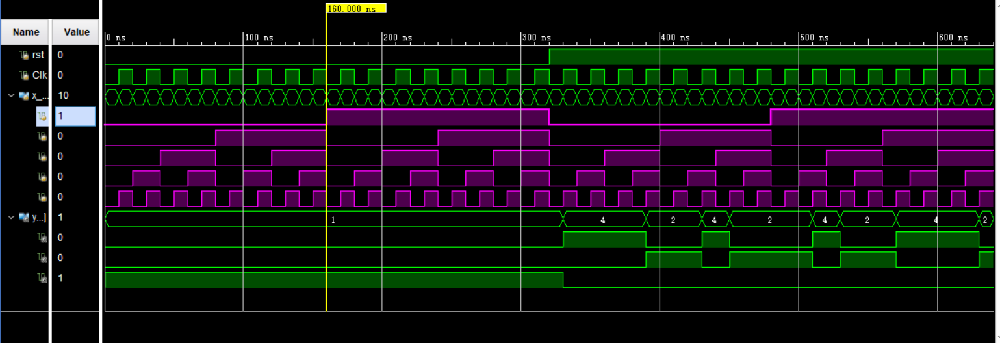 160.000 ns
Name Value
0 ns 100 ns 200 ns 300 ns 400 ns 500 ns 600 ns
rst 0
Clk 0
x_... 10
1
0
0
0
0
y...] 1 1 4 2 4 2 4 2 4 2
0
0
1